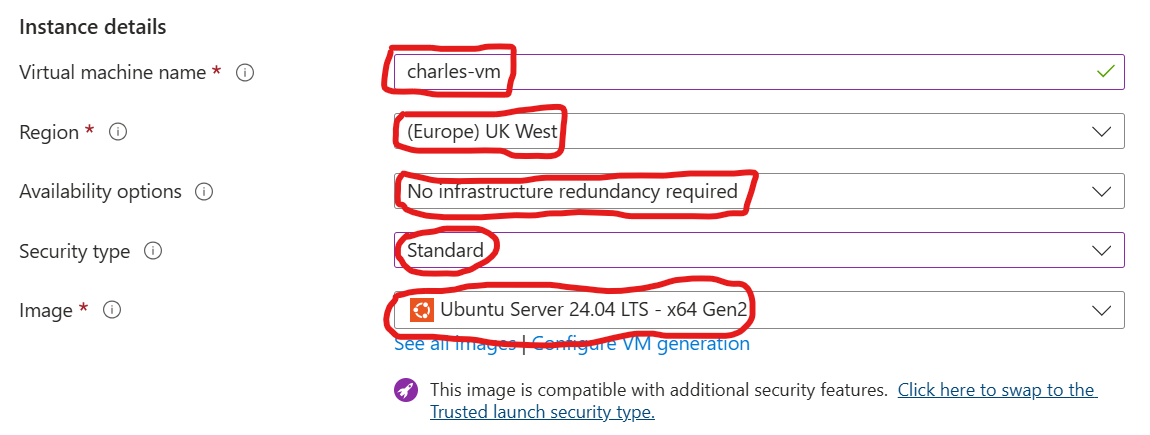 Instance details
Virtual machine name *
charles-vm
Region *
(Europe) UK West
Availability options
No infrastructure redundancy required
Security type
Standard
Image *
Ubuntu Server 24.04 LTS - x64 Gen2
See all images | Configure VM generation
This image is compatible with additional security features. Click here to swap to the
Trusted launch security type.